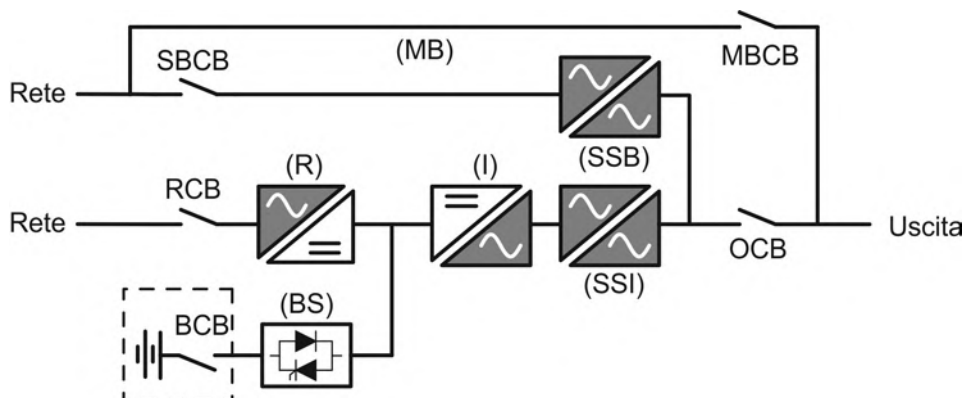 (MB)
MBCB
SBCB
Rete
(SSB)
(R)
(I)
RCB
Rete
Uscita
OCB
(SSI)
(BS)
BCB